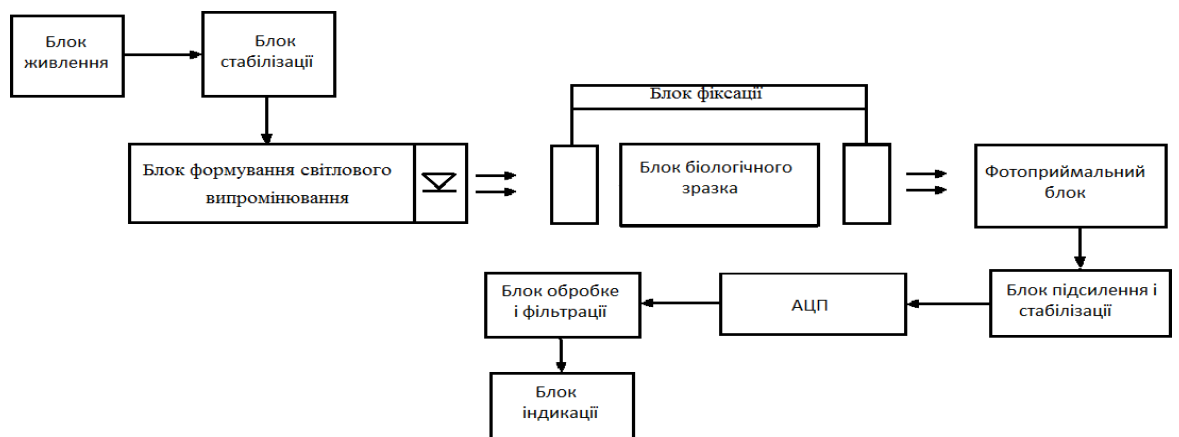 Блок
живлення
Блок
стабілізації
Блок фіксації
Блок формування світлового
випромінювання
Блок біологічного
зразка
Фотоприймальний
блок
Блок обробке
і фільтрації
АЦП
Блок підсилення і
стабілізації
Блок
індикації